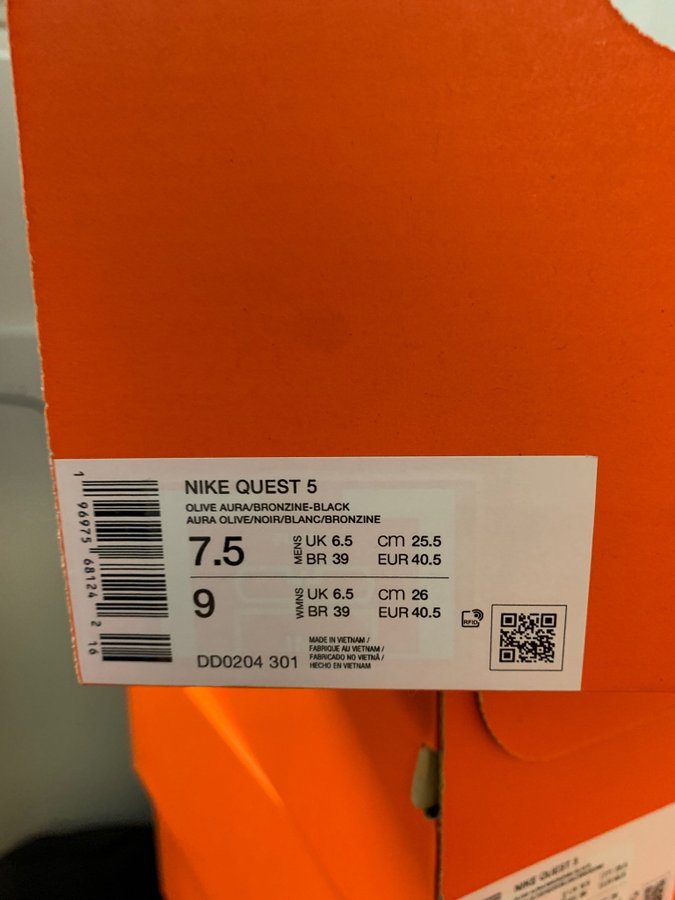 NIKE QUEST 5
OLIVE AURA/BRONZINE-BLACK
AURA OLIVE/NOIR/BLANC/BRONZINE
7.5 MENS UK 6.5 cm 25.5
BR 39 EUR 40.5
9 WMNS UK 6.5 cm 26
BR 39 EUR 40.5
RFID
MADE IN VIETNAM /
FABRIQUE AU VIETNAM /
FABRICADO NO VIETNÃ /
HECHO EN VIETNAM
DD0204 301
1 96975 68124 2 16
NIKE QUEST 5